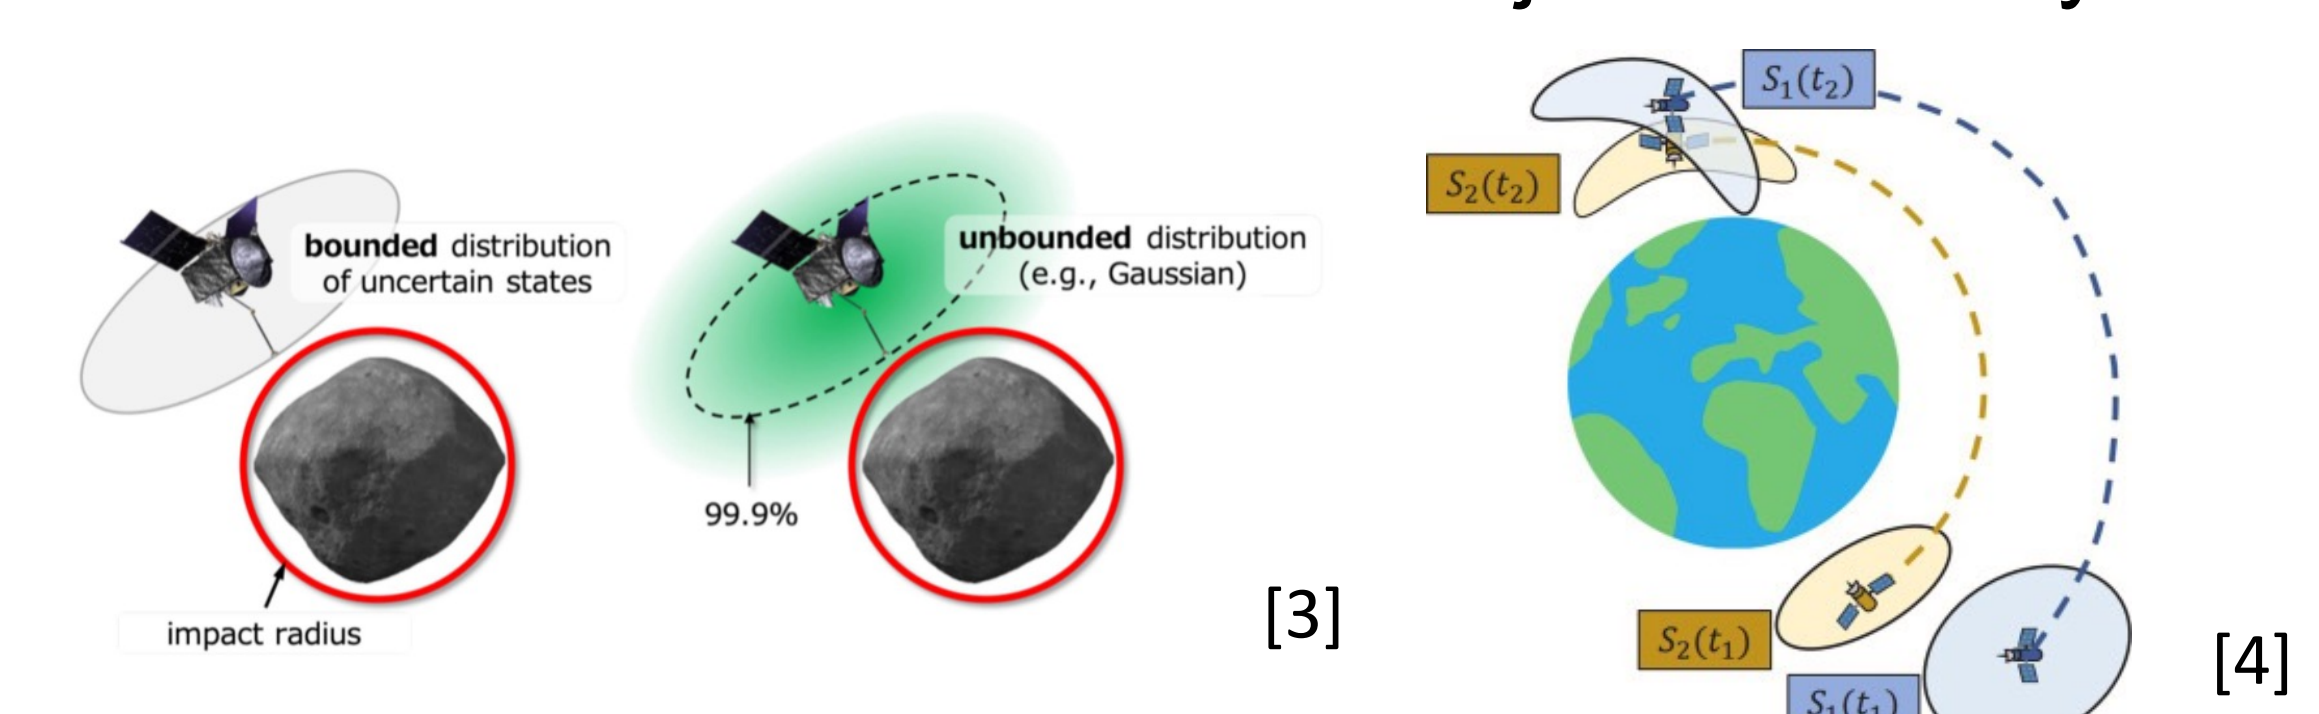 bounded distribution
of uncertain states
impact radius
unbounded distribution
(e.g., Gaussian)
99.9%
[3]
S₁(t₂)
S₂(t₂)
S₂(t₁)
S₁(t₁)
[4]